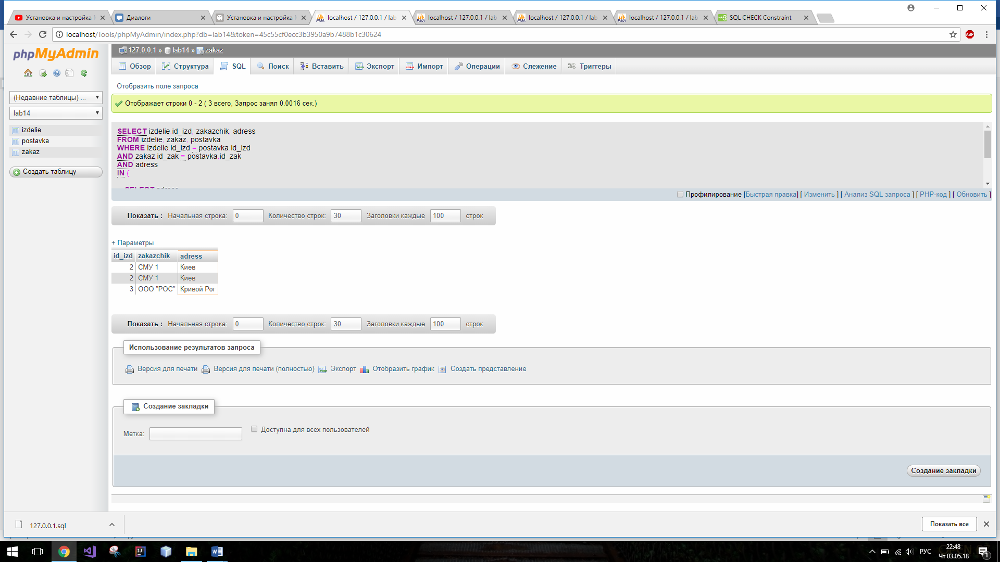 Установка и настройка
Диалоги
Установка и настройка
localhost / 127.0.0.1 / lab
localhost / 127.0.0.1 / lab
localhost / 127.0.0.1 / lab
localhost / 127.0.0.1 / lab
SQL CHECK Constraint
localhost/Tools/phpMyAdmin/index.php?db=lab14&token=45c55cf0ecc3b3950a9b7488b1c30624
ABP
phpMyAdmin
127.0.0.1 » lab14 » zakaz
Обзор Структура SQL Поиск Вставить Экспорт Импорт Операции Слежение Триггеры
(Недавние таблицы) ...
lab14
izdelie
postavka
zakaz
Создать таблицу
Отобразить поле запроса
Отображает строки 0 - 2 ( 3 всего, Запрос занял 0.0016 сек.)
SELECT izdelie.id_izd, zakazchik, adress
FROM izdelie, zakaz, postavka
WHERE izdelie.id_izd = postavka.id_izd
AND zakaz.id_zak = postavka.id_zak
AND adress
IN (
SELECT adress
Профилирование [Быстрая правка] [ Изменить ] [ Анализ SQL запроса ] [ PHP-код ] [ Обновить ]
Показать : Начальная строка: 0 Количество строк: 30 Заголовки каждые 100 строк
+ Параметры
id_izd zakazchik adress
2 СМУ 1 Киев
2 СМУ 1 Киев
3 ООО "РОС" Кривой Рог
Показать : Начальная строка: 0 Количество строк: 30 Заголовки каждые 100 строк
Использование результатов запроса
Версия для печати Версия для печати (полностью) Экспорт Отобразить график Создать представление
Создание закладки
Метка: Доступна для всех пользователей
Создание закладки
127.0.0.1.sql
Показать все
РУС
22:48
Чт 03.05.18
1